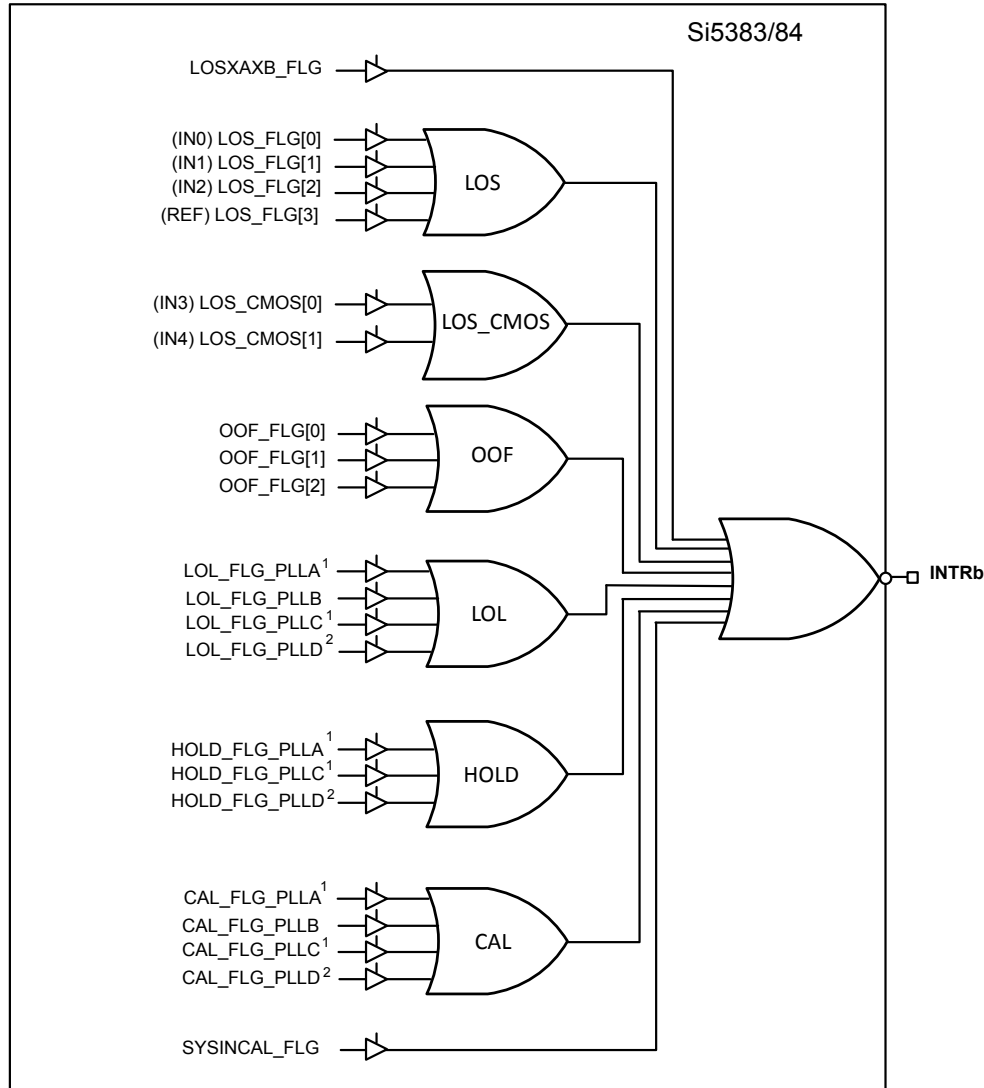 Si5383/84
LOSXAXB_FLG
(IN0) LOS_FLG[0]
(IN1) LOS_FLG[1]
(IN2) LOS_FLG[2]
(REF) LOS_FLG[3]
LOS
(IN3) LOS_CMOS[0]
(IN4) LOS_CMOS[1]
LOS_CMOS
OOF_FLG[0]
OOF_FLG[1]
OOF_FLG[2]
OOF
LOL_FLG_PLLA¹
LOL_FLG_PLLB
LOL_FLG_PLLC¹
LOL_FLG_PLLD²
LOL
INTRb
HOLD_FLG_PLLA¹
HOLD_FLG_PLLC¹
HOLD_FLG_PLLD²
HOLD
CAL_FLG_PLLA¹
CAL_FLG_PLLB
CAL_FLG_PLLC¹
CAL_FLG_PLLD²
CAL
SYSINCAL_FLG